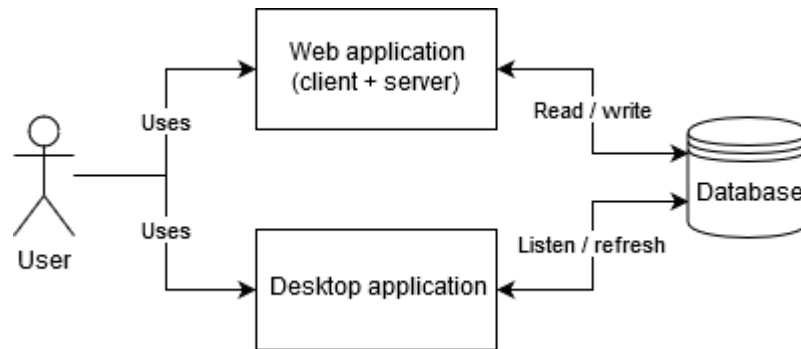 Web application
(client + server)
Uses
Read / write
Database
User
Uses
Listen / refresh
Desktop application